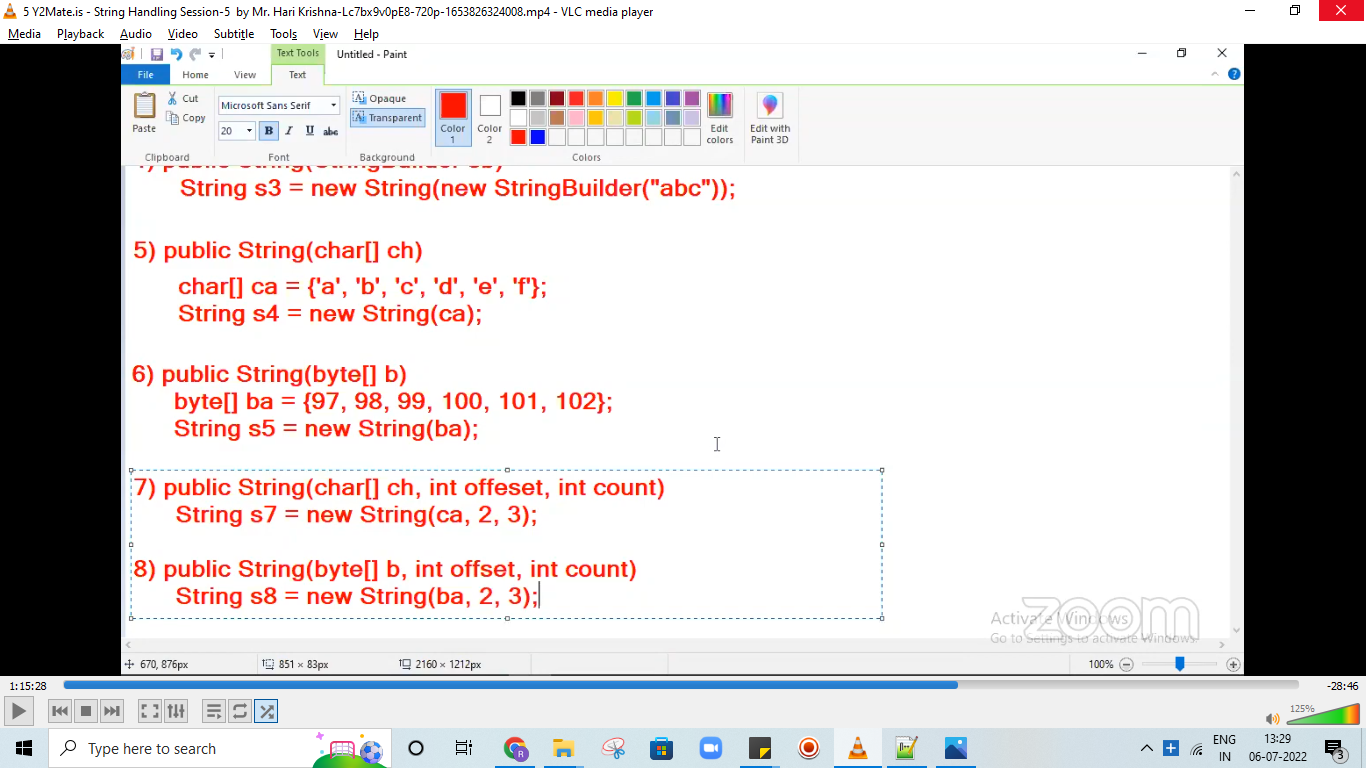 5 Y2Mate.is - String Handling Session-5 by Mr. Hari Krishna-Lc7bx9v0pE8-720p-1653826324008.mp4 - VLC media player
Media Playback Audio Video Subtitle Tools View Help
Text Tools Untitled - Paint
File Home View Text
Paste Cut Copy Clipboard
Microsoft Sans Serif
20 B I U abc
Font
Opaque
Transparent
Background
Color 1
Color 2
Edit colors
Edit with Paint 3D
Colors
String s3 = new String(new StringBuilder("abc"));
5) public String(char[] ch)
char[] ca = {'a', 'b', 'c', 'd', 'e', 'f'};
String s4 = new String(ca);
6) public String(byte[] b)
byte[] ba = {97, 98, 99, 100, 101, 102};
String s5 = new String(ba);
7) public String(char[] ch, int offeset, int count)
String s7 = new String(ca, 2, 3);
8) public String(byte[] b, int offset, int count)
String s8 = new String(ba, 2, 3);
zoom
Activate Windows
Go to Settings to activate Windows.
670, 876px 851 × 83px 2160 × 1212px 100%
1:15:28 -28:46
125%
Type here to search
ENG
IN
13:29
06-07-2022
3